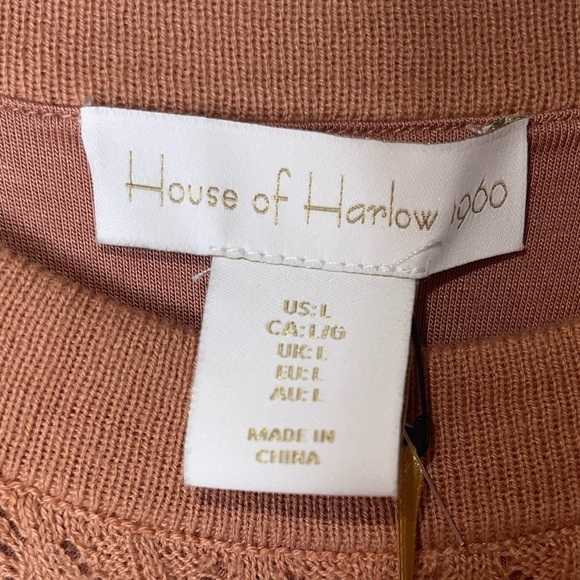 House of Harlow 1960
US: L
CA: L/G
UK: L
EU: L
AU: L
MADE IN
CHINA